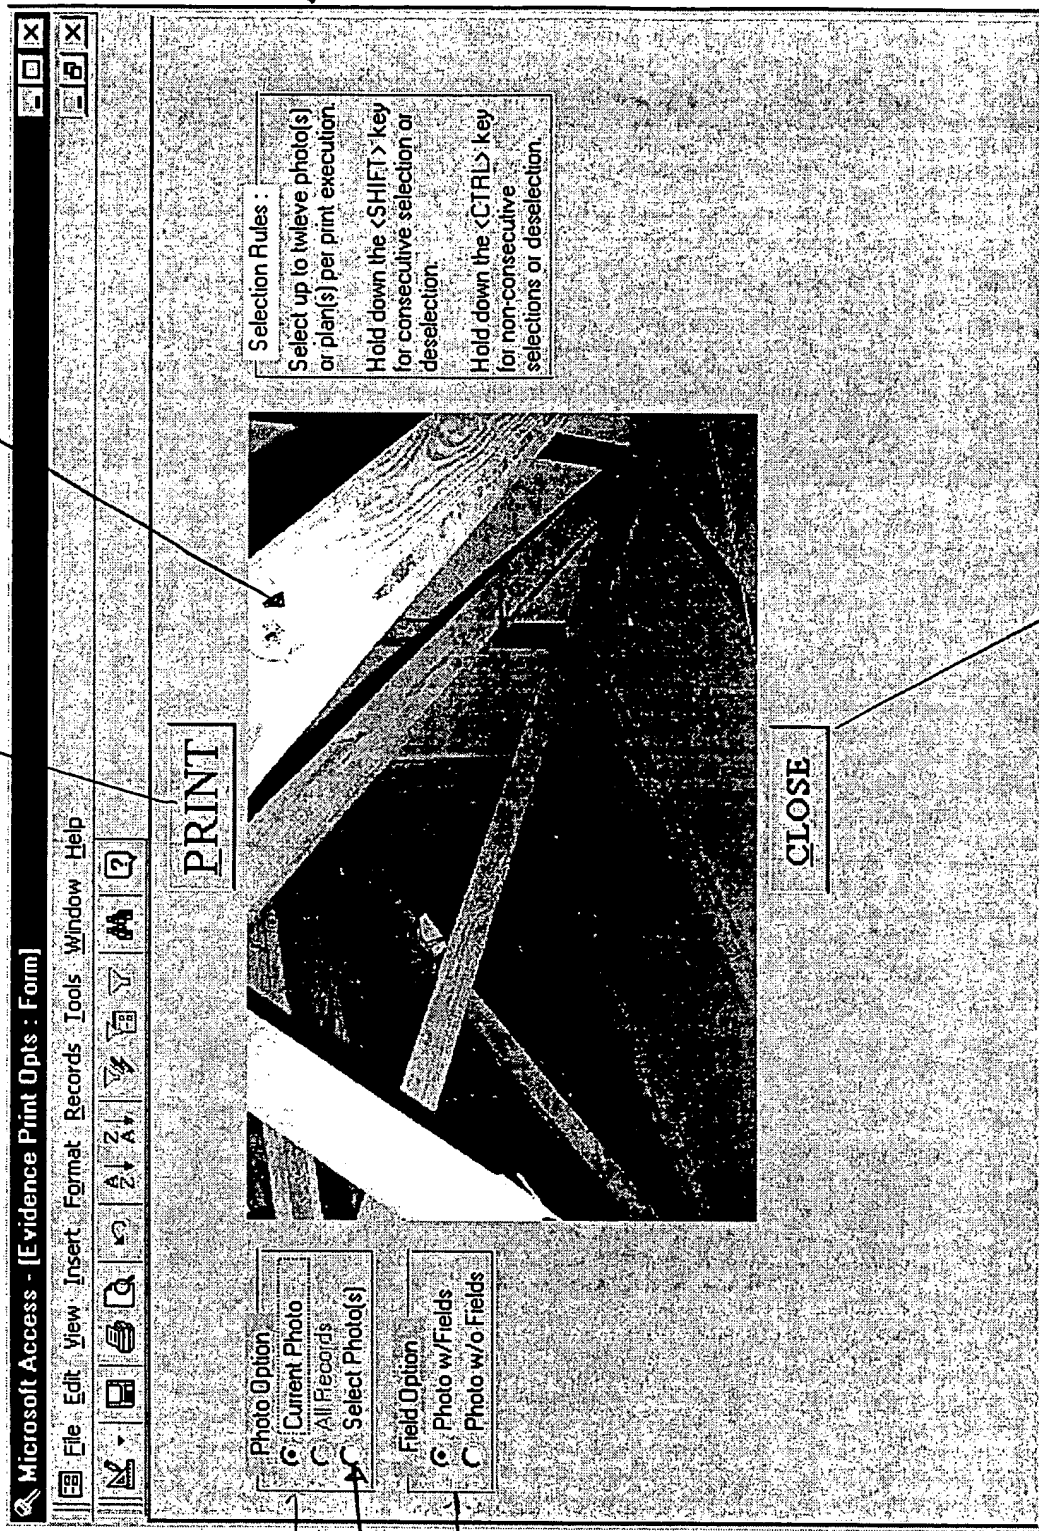 Microsoft Access - [Evidence Print Opts : Form]
File Edit View Insert Format Records Tools Window Help
PRINT
Photo Option
Current Photo
All Records
Select Photo(s)
Field Option
Photo w/Fields
Photo w/o Fields
Selection Rules :
Select up to twleve photo(s)
or plan(s) per print execution.
Hold down the <SHIFT> key
for consecutive selection or
deselection.
Hold down the <CTRL> key
for non-consecutive
selections or deselection.
CLOSE